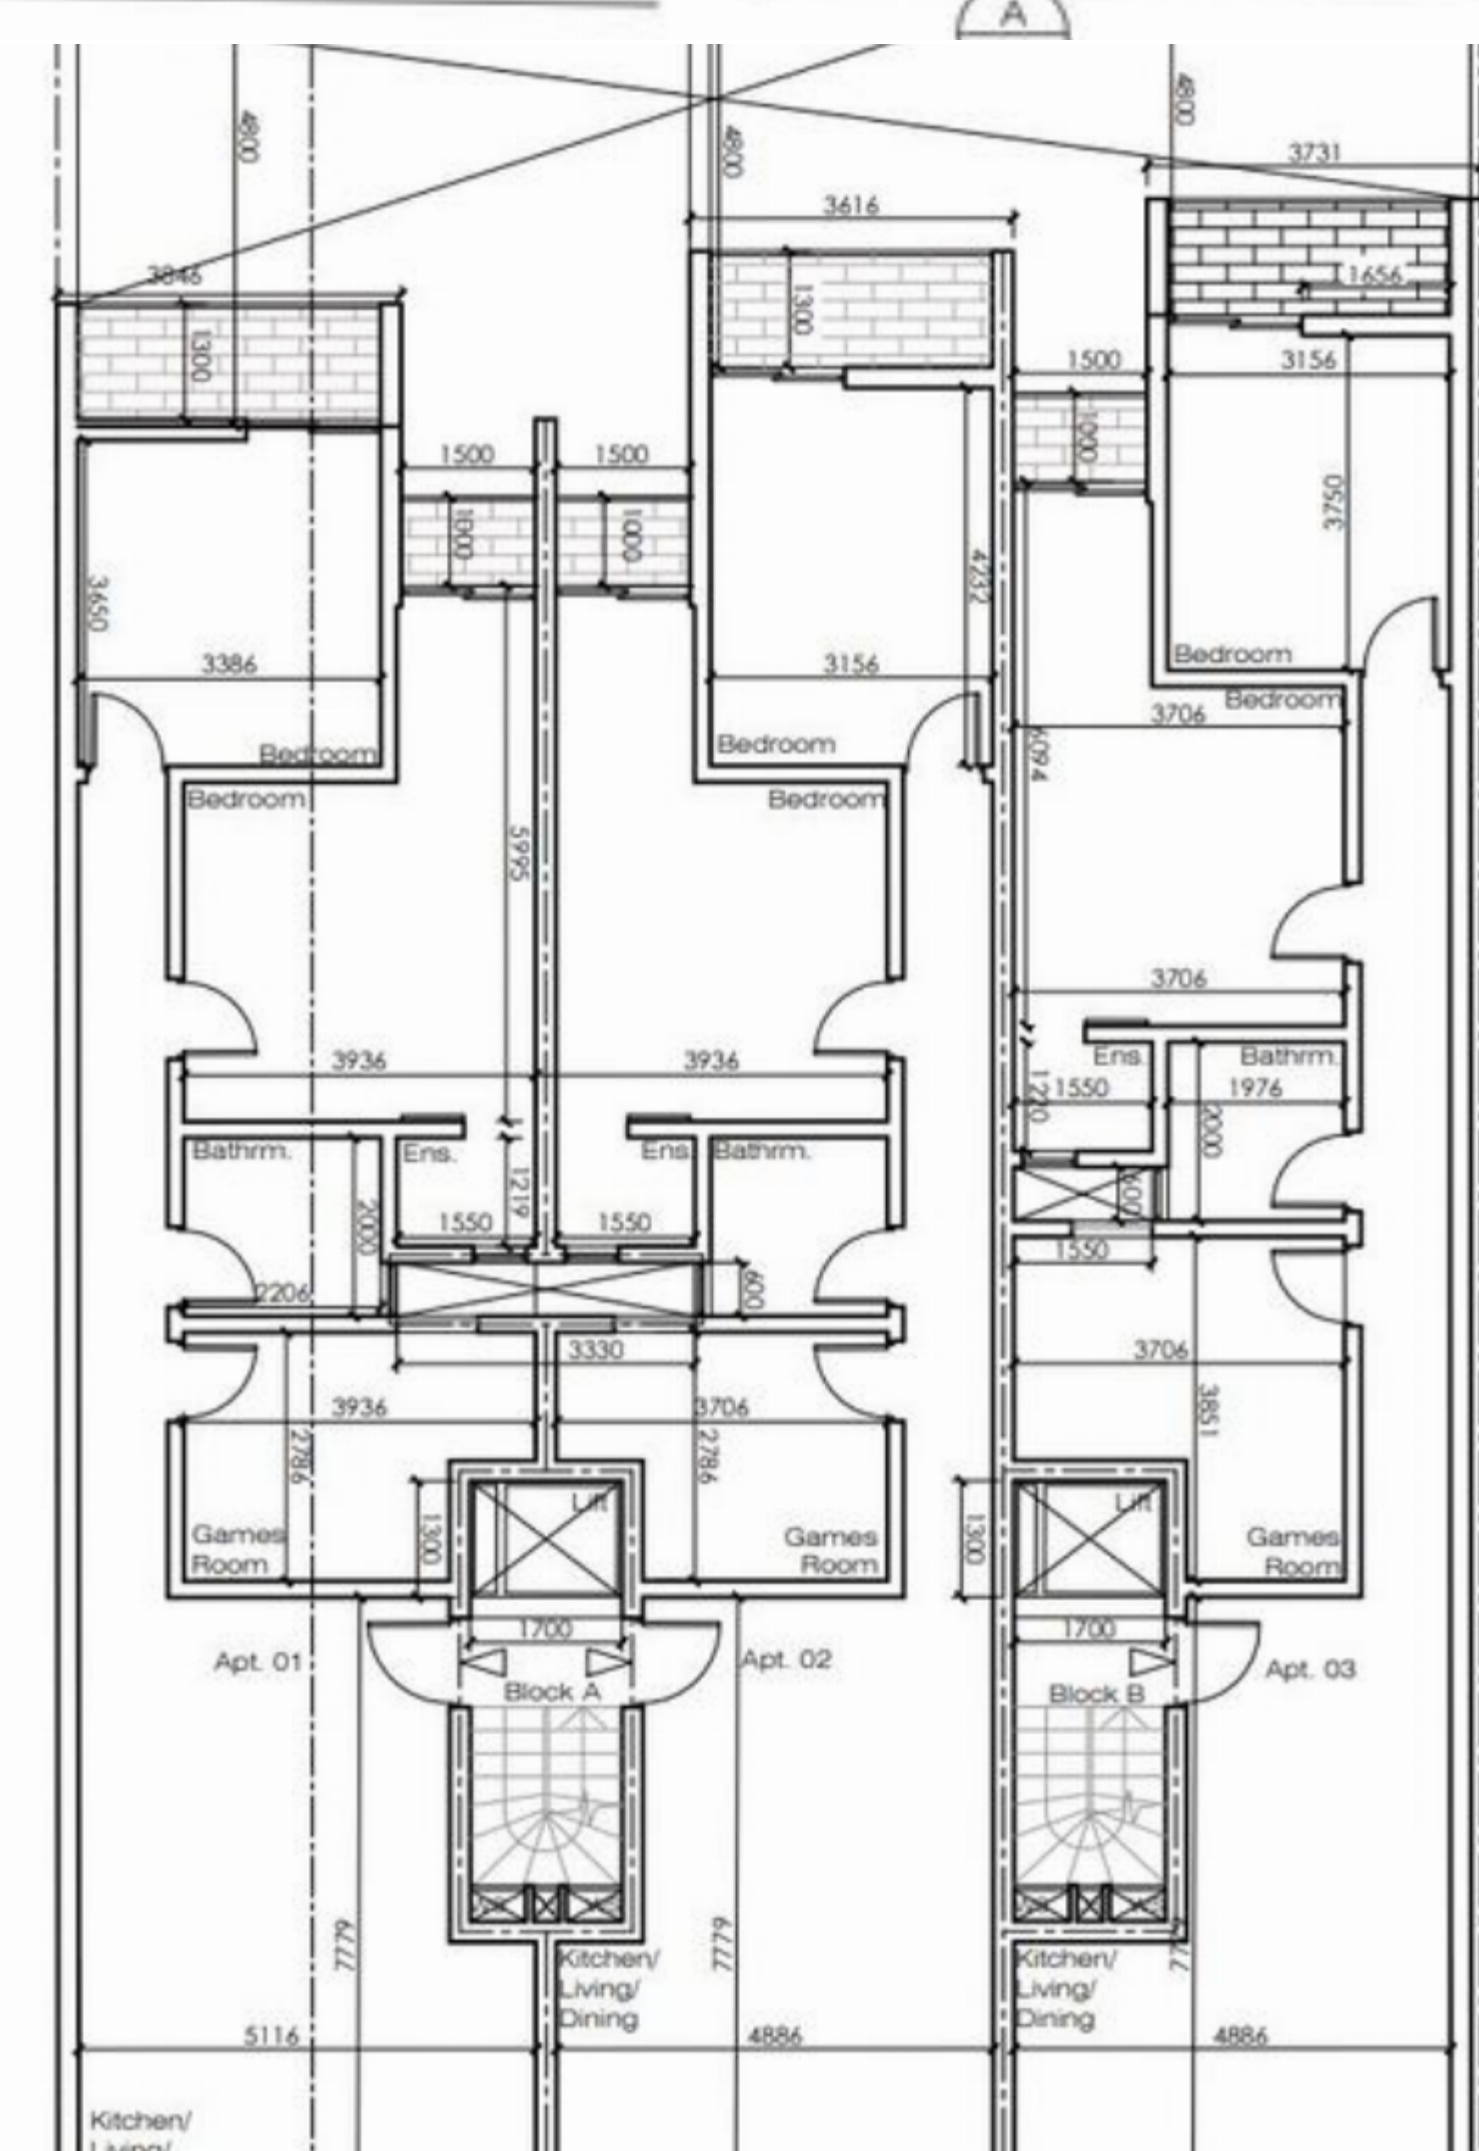 A
4800
4800
4800
3731
3616
3846
1656
1300
1300
1500
3156
1000
1500
1500
1000
1000
3750
4232
3650
3386
3156
Bedroom
Bedroom
3706
Bedroom
Bedroom
6094
Bedroom
Bedroom
5995
3706
3936
3936
Ens.
Bathrm.
1550
1976
1220
2000
Bathrm.
Ens.
Ens.
Bathrm.
1219
2000
1550
1550
600
1550
2206
600
3330
3706
3936
3706
3851
2786
2786
Lift
Lift
1300
1300
Games
Room
Games
Room
Games
Room
1700
1700
Apt. 01
Apt. 02
Apt. 03
Block A
Block B
7779
7779
Kitchen/
Living/
Dining
Kitchen/
Living/
Dining
5116
4886
4886
Kitchen/
Living/